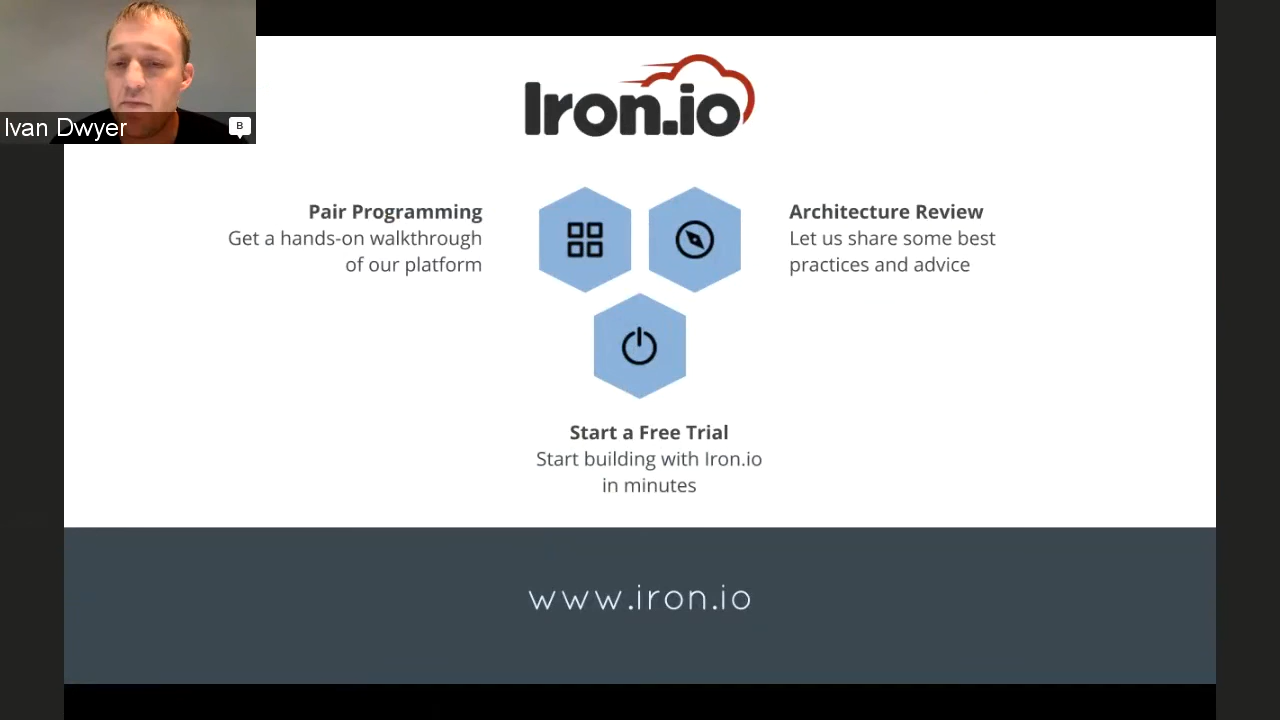 Ivan Dwyer
B
Iron.io
Pair Programming
Get a hands-on walkthrough
of our platform
Architecture Review
Let us share some best
practices and advice
Start a Free Trial
Start building with Iron.io
in minutes
www.iron.io